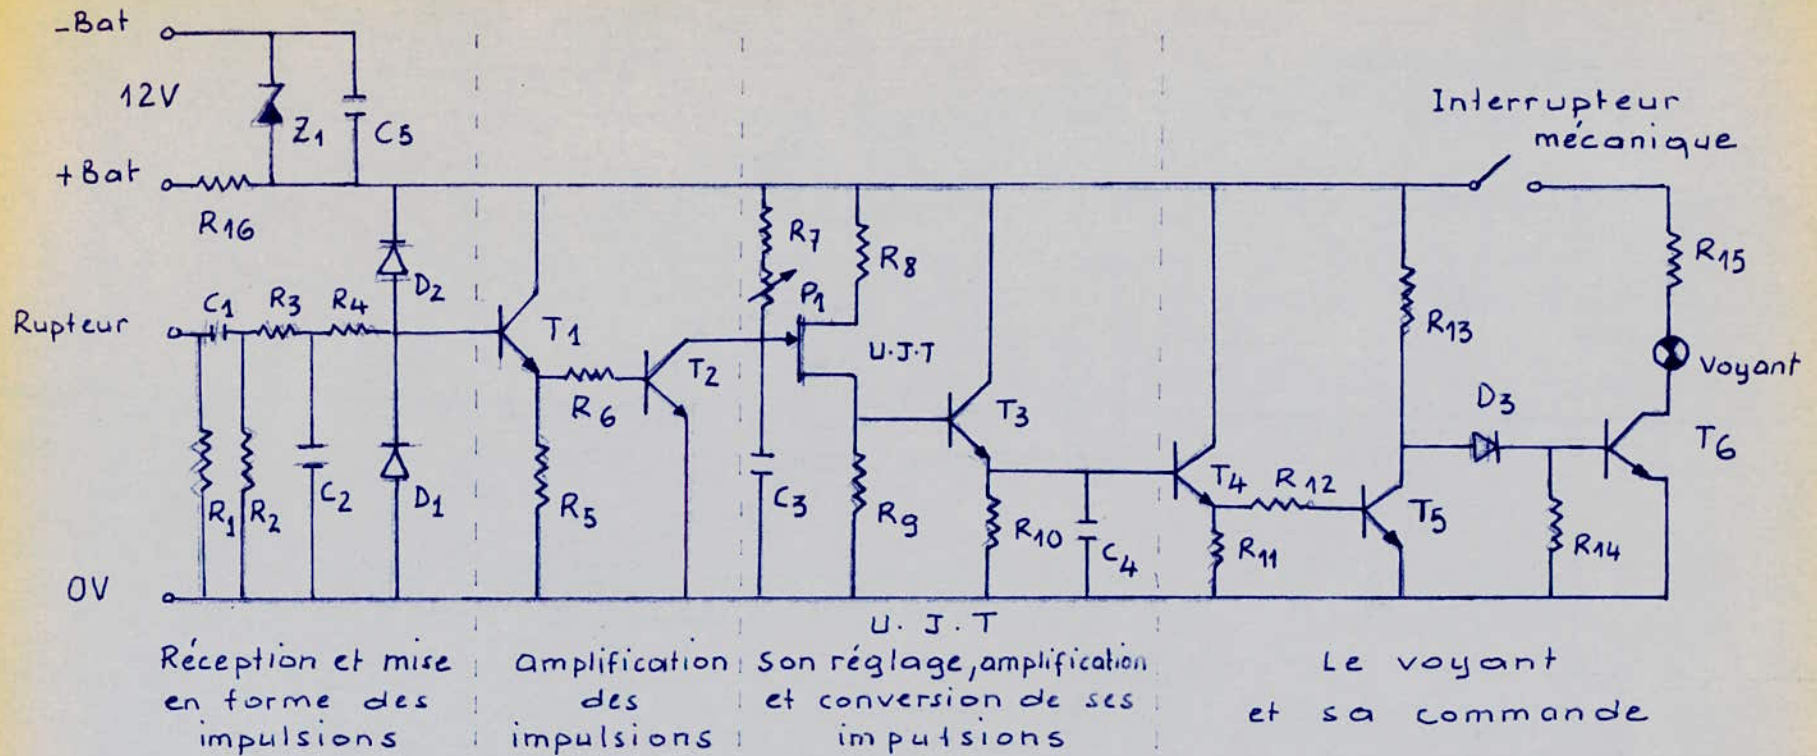 -Bat
12V
Z1
C5
+Bat
R16
Interrupteur
mécanique
D2
R7
R8
R15
Rupteur
C1
R3
R4
T1
P1
U.J.T
R13
Voyant
T2
R6
T3
D3
T6
R1
R2
C2
D1
R5
C3
R9
R10
C4
T4
R12
R11
T5
R14
0V
U. J. T
Réception et mise
en forme des
impulsions
Amplification
des
impulsions
Son réglage, amplification
et conversion de ses
impulsions
Le voyant
et sa commande